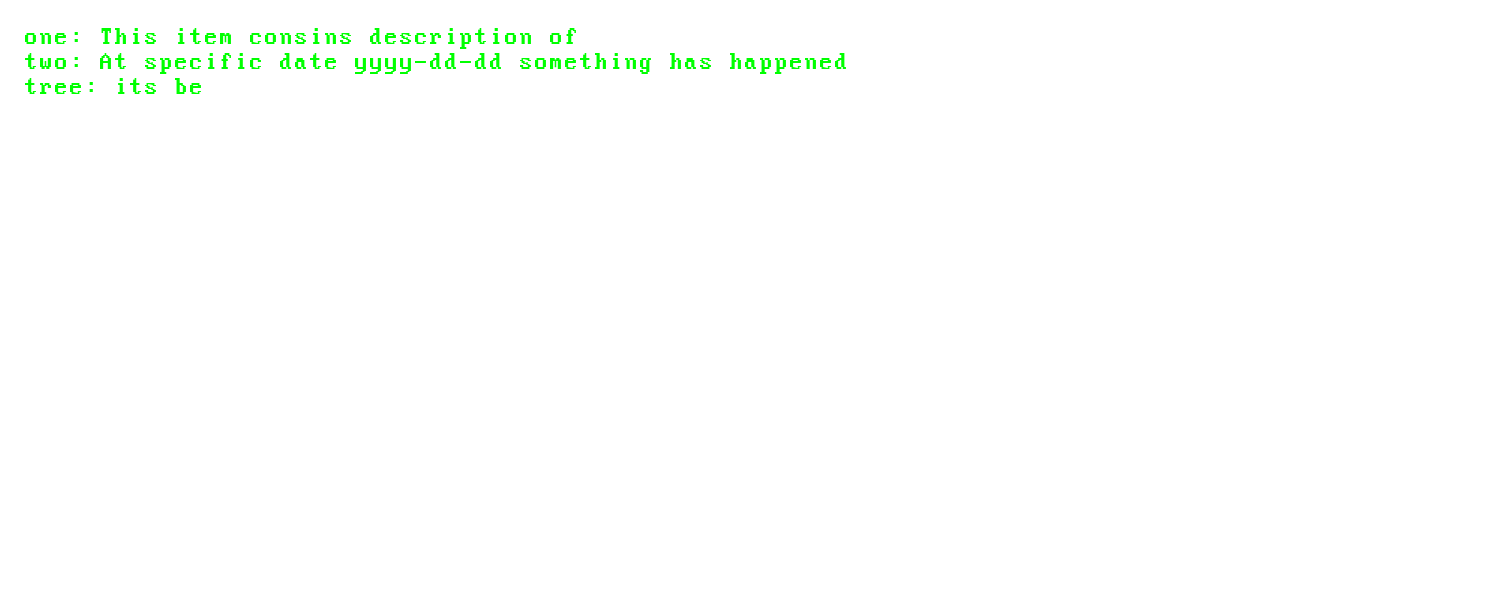 one: This item consins description of
two: At specific date yyyy-dd-dd something has happened
tree: its be